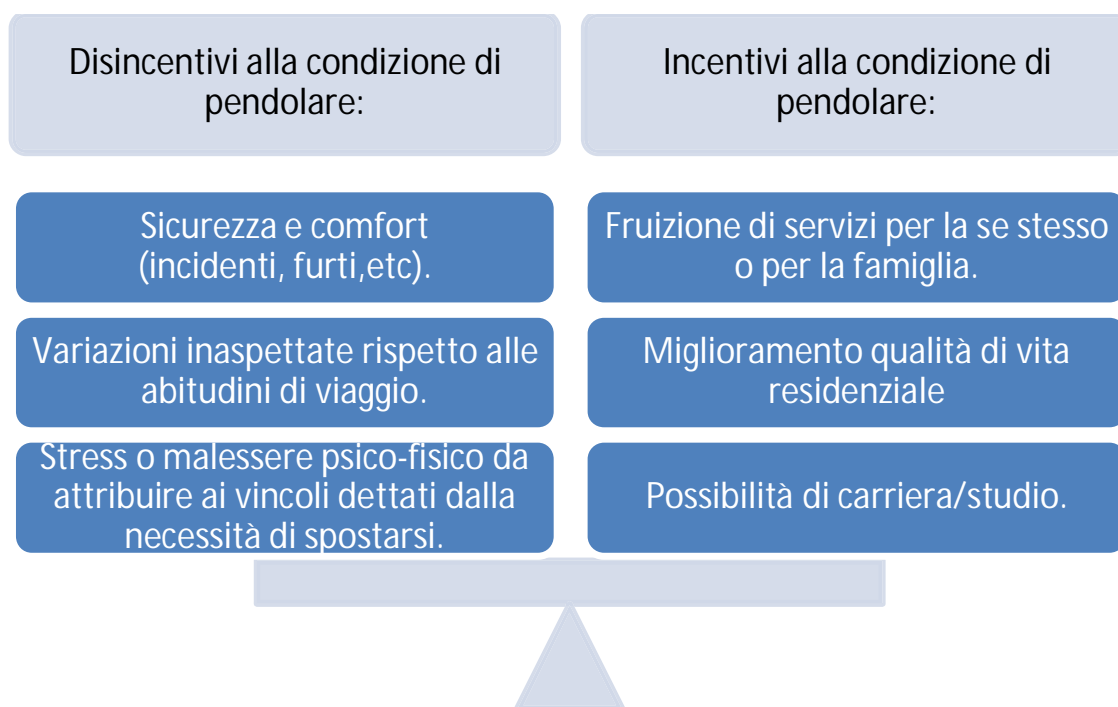 Disincentivi alla condizione di
pendolare:
Sicurezza e comfort
(incidenti, furti,etc).
Variazioni inaspettate rispetto alle
abitudini di viaggio.
Stress o malessere psico-fisico da
attribuire ai vincoli dettati dalla
necessità di spostarsi.
Incentivi alla condizione di
pendolare:
Fruizione di servizi per la se stesso
o per la famiglia.
Miglioramento qualità di vita
residenziale
Possibilità di carriera/studio.